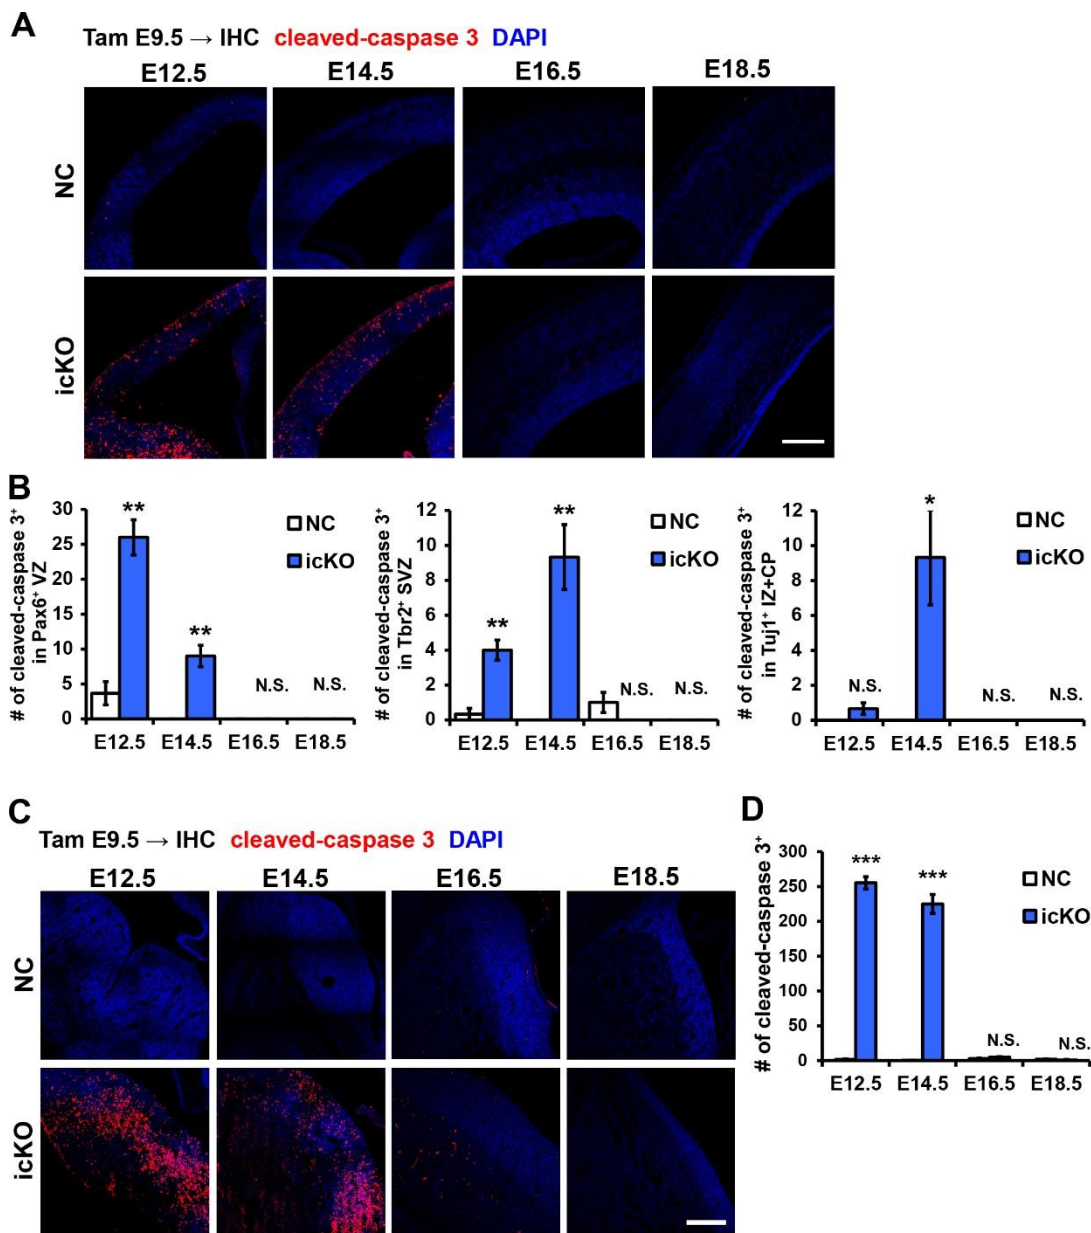 A
Tam E9.5 → IHC cleaved-caspase 3 DAPI
E12.5 E14.5 E16.5 E18.5
NC
icKO
B
# of cleaved-caspase 3+
in Pax6+ VZ
30
25
20
15
10
5
0
** **
N.S. N.S.
NC
icKO
E12.5 E14.5 E16.5 E18.5
# of cleaved-caspase 3+
in Tbr2+ SVZ
12
10
8
6
4
2
0
** **
N.S. N.S.
NC
icKO
E12.5 E14.5 E16.5 E18.5
# of cleaved-caspase 3+
in Tuj1+ IZ+CP
12
10
8
6
4
2
0
N.S. * N.S. N.S.
NC
icKO
E12.5 E14.5 E16.5 E18.5
C
Tam E9.5 → IHC cleaved-caspase 3 DAPI
E12.5 E14.5 E16.5 E18.5
NC
icKO
D
# of cleaved-caspase 3+
300
250
200
150
100
50
0
*** ***
N.S. N.S.
NC
icKO
E12.5 E14.5 E16.5 E18.5